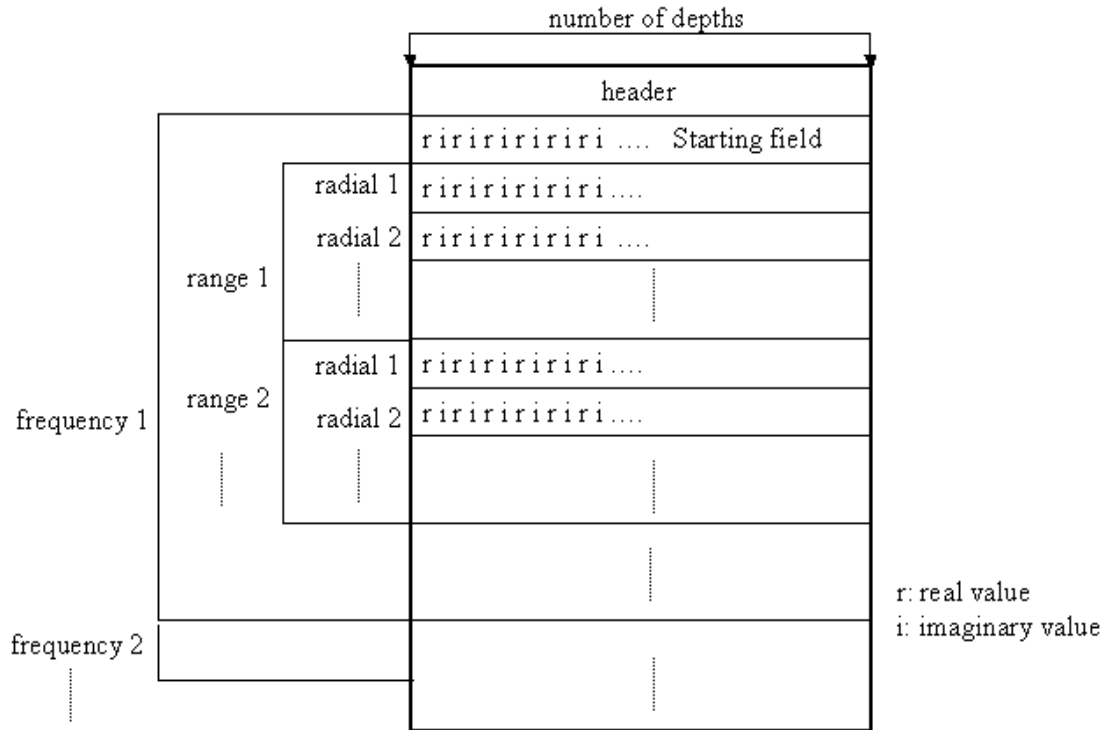 number of depths
header
r i r i r i r i r i r i .... Starting field
radial 1 r i r i r i r i r i r i ....
radial 2 r i r i r i r i r i r i ....
range 1
radial 1 r i r i r i r i r i r i ....
range 2
radial 2 r i r i r i r i r i r i ....
frequency 1
r: real value
i: imaginary value
frequency 2